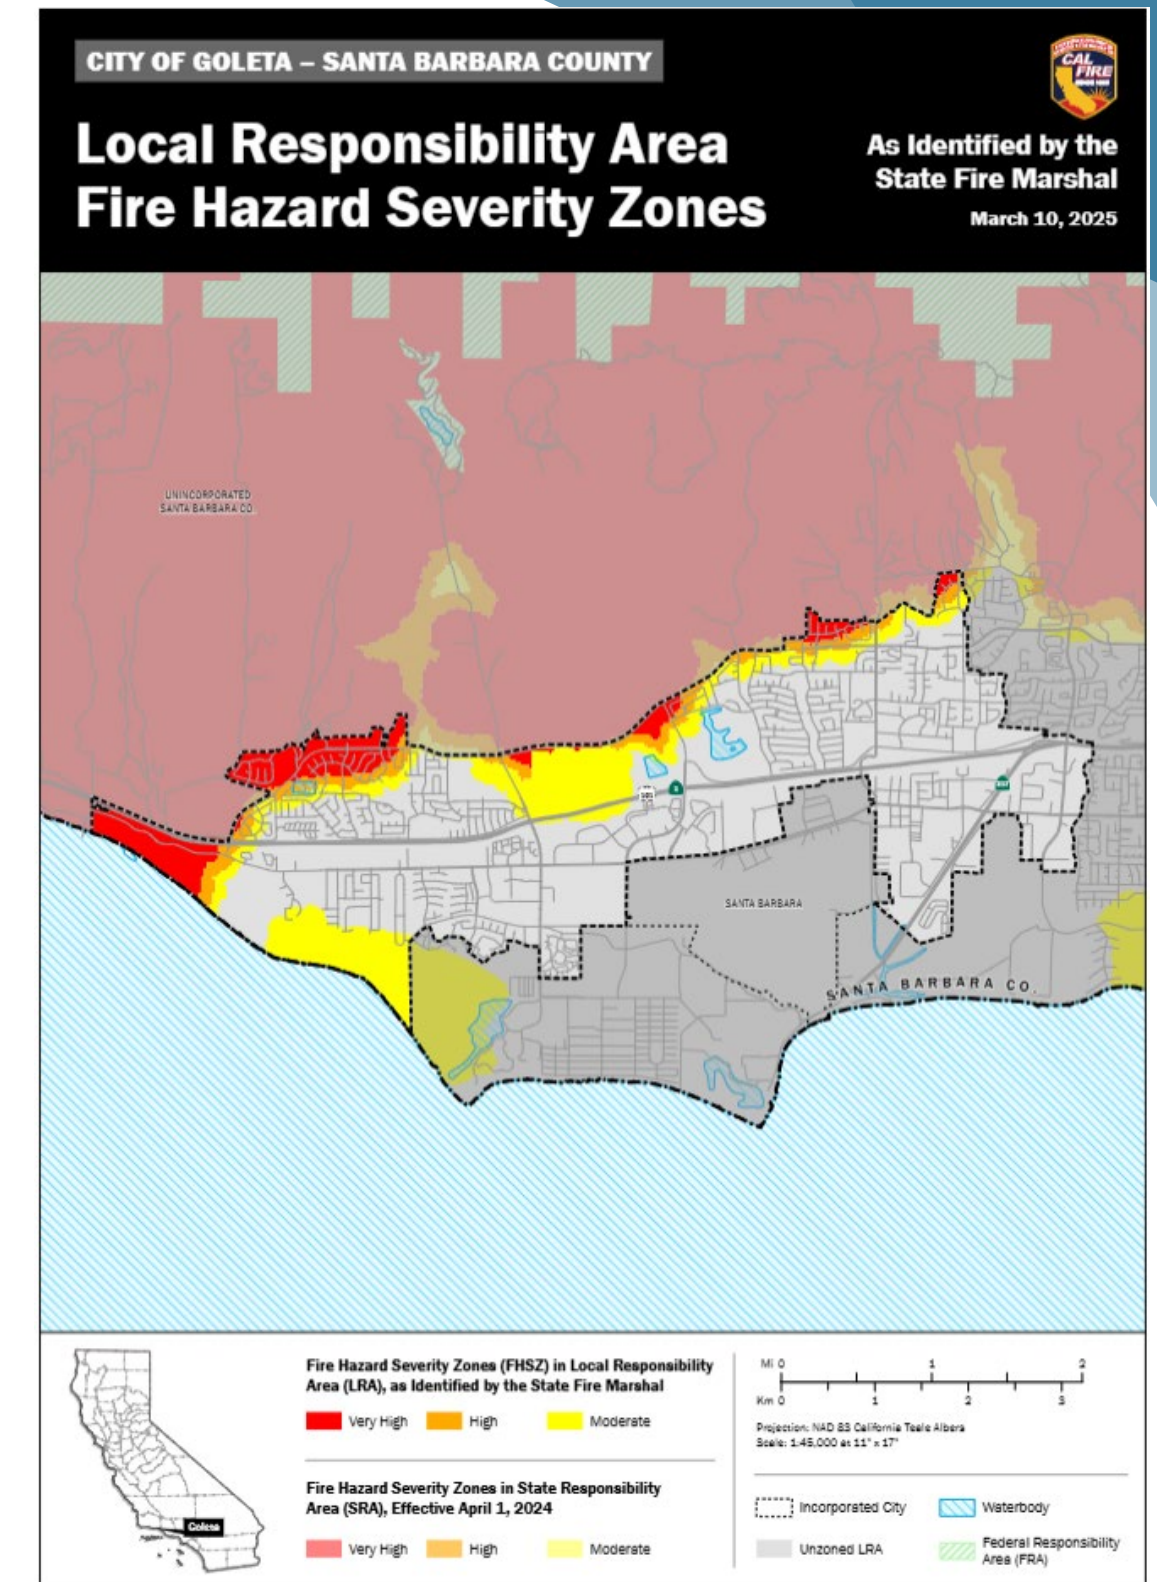 CITY OF GOLETA – SANTA BARBARA COUNTY
CAL
FIRE
SINCE 1885
Local Responsibility Area
Fire Hazard Severity Zones
As Identified by the
State Fire Marshal
March 10, 2025
UNINCORPORATED
SANTA BARBARA CO.
101
217
SANTA BARBARA
SANTA BARBARA CO.
Goleta
Fire Hazard Severity Zones (FHSZ) in Local Responsibility
Area (LRA), as Identified by the State Fire Marshal
Very High
High
Moderate
Fire Hazard Severity Zones in State Responsibility
Area (SRA), Effective April 1, 2024
Very High
High
Moderate
Mi 0 1 2
Km 0 1 2 3
Projection: NAD 83 California Teale Albers
Scale: 1:45,000 at 11" x 17"
Incorporated City
Waterbody
Unzoned LRA
Federal Responsibility
Area (FRA)